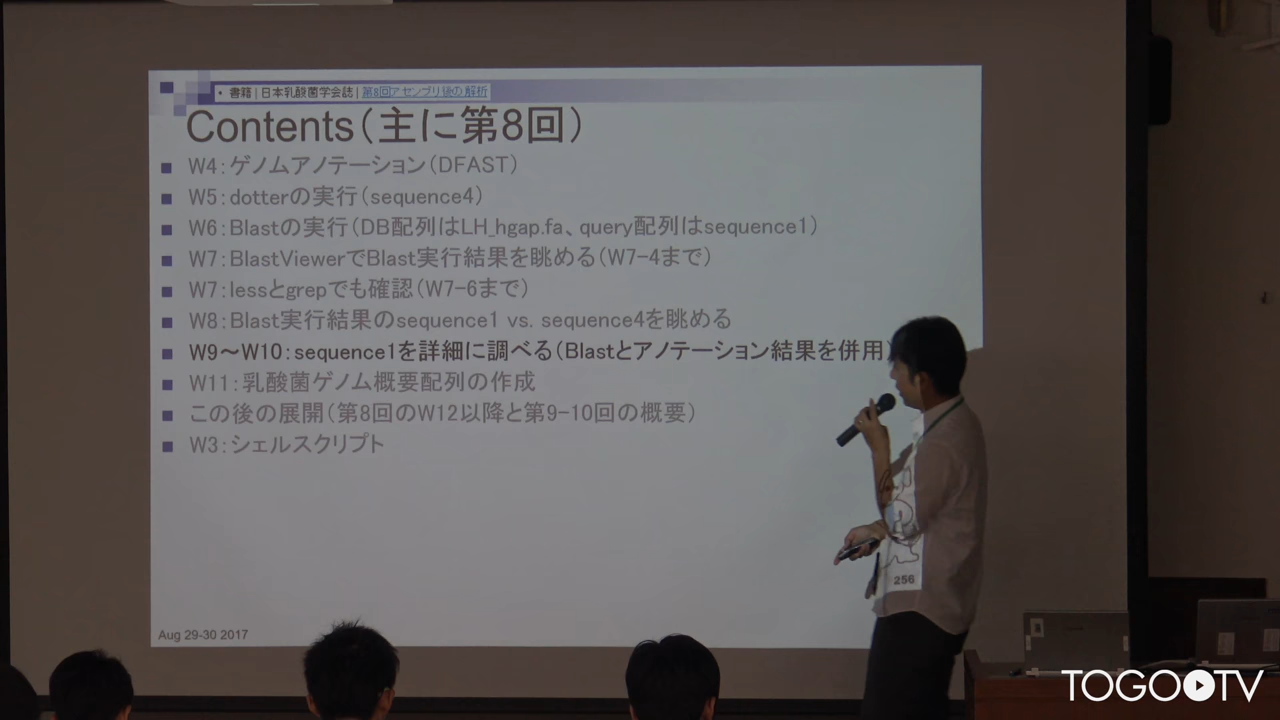 • 書籍 | 日本乳酸菌学会誌 | 第8回アセンブリ後の解析
Contents(主に第8回)
W4:ゲノムアノテーション(DFAST)
W5:dotterの実行(sequence4)
W6:Blastの実行(DB配列はLH_hgap.fa、query配列はsequence1)
W7:BlastViewerでBlast実行結果を眺める(W7-4まで)
W7:lessとgrepでも確認(W7-6まで)
W8:Blast実行結果のsequence1 vs. sequence4を眺める
W9~W10:sequence1を詳細に調べる(Blastとアノテーション結果を併用)
W11:乳酸菌ゲノム概要配列の作成
この後の展開(第8回のW12以降と第9-10回の概要)
W3:シェルスクリプト
256
Aug 29-30 2017
TOGO TV